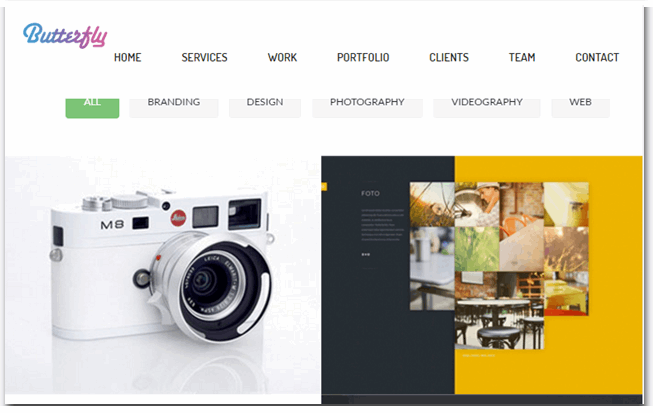 Butterfly
HOME SERVICES WORK PORTFOLIO CLIENTS TEAM CONTACT
ALL BRANDING DESIGN PHOTOGRAPHY VIDEOGRAPHY WEB
M8
Leica
FOTO